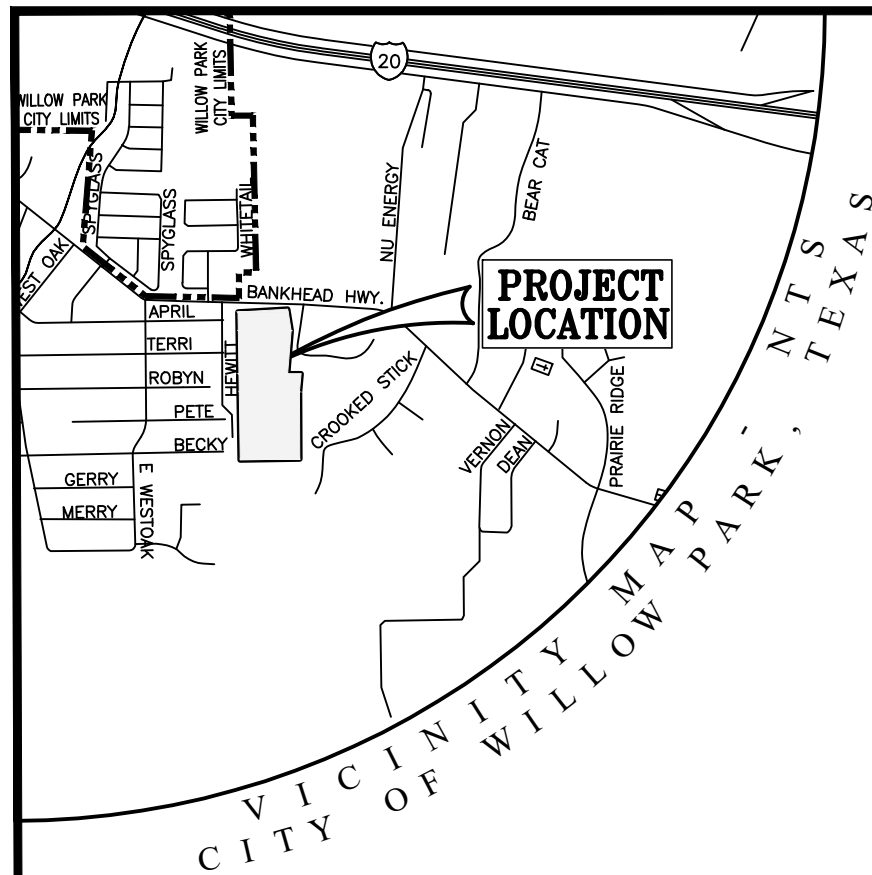 WILLOW PARK
CITY LIMITS
WILLOW PARK
CITY LIMITS
20
SPYGLASS
SPYGLASS
WHITETAIL
NU ENERGY
BEAR CAT
EST OAK
BANKHEAD HWY.
PROJECT
LOCATION
APRIL
TERRI
HEWITT
ROBYN
PETE
BECKY
CROOKED STICK
PRAIRIE RIDGE
VERNON
DEAN
GERRY
MERRY
E WESTOAK
VICINITY MAP - NTS
CITY OF WILLOW PARK, TEXAS